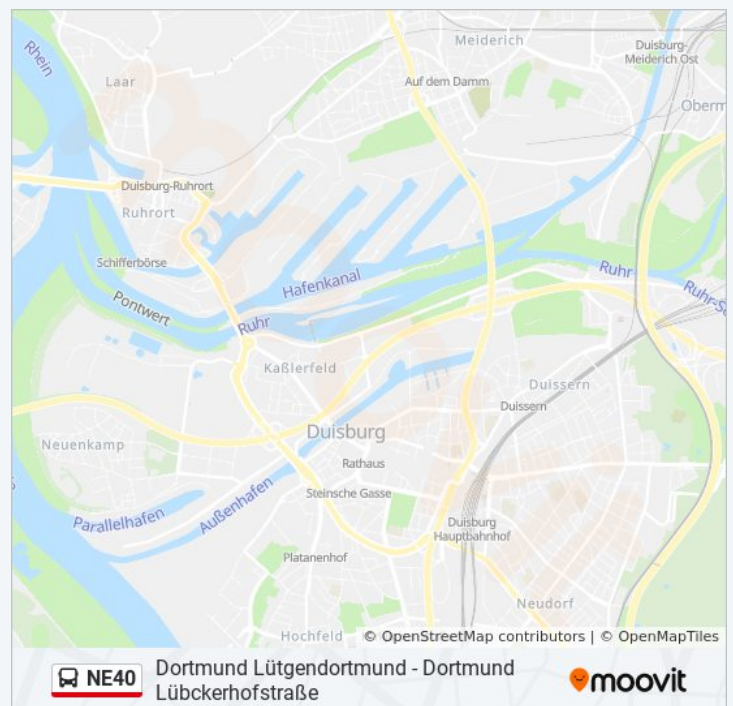 Rhein
Laar
Meiderich
Duisburg-
Meiderich Ost
Auf dem Damm
Duisburg-Ruhrort
Ruhrort
Schifferbörse
Hafenkanal
Ruhr
Pontwert
Ruhr
Kaßlerfeld
Duissern
Duissern
Duisburg
Neuenkamp
Rathaus
Steinsche Gasse
Parallelhafen
Außenhafen
Duisburg
Hauptbahnhof
Platanenhof
Neudorf
Hochfeld
© OpenStreetMap contributors | © OpenMapTiles
NE40
Dortmund Lütgendortmund - Dortmund
Lübckerhofstraße
moovit